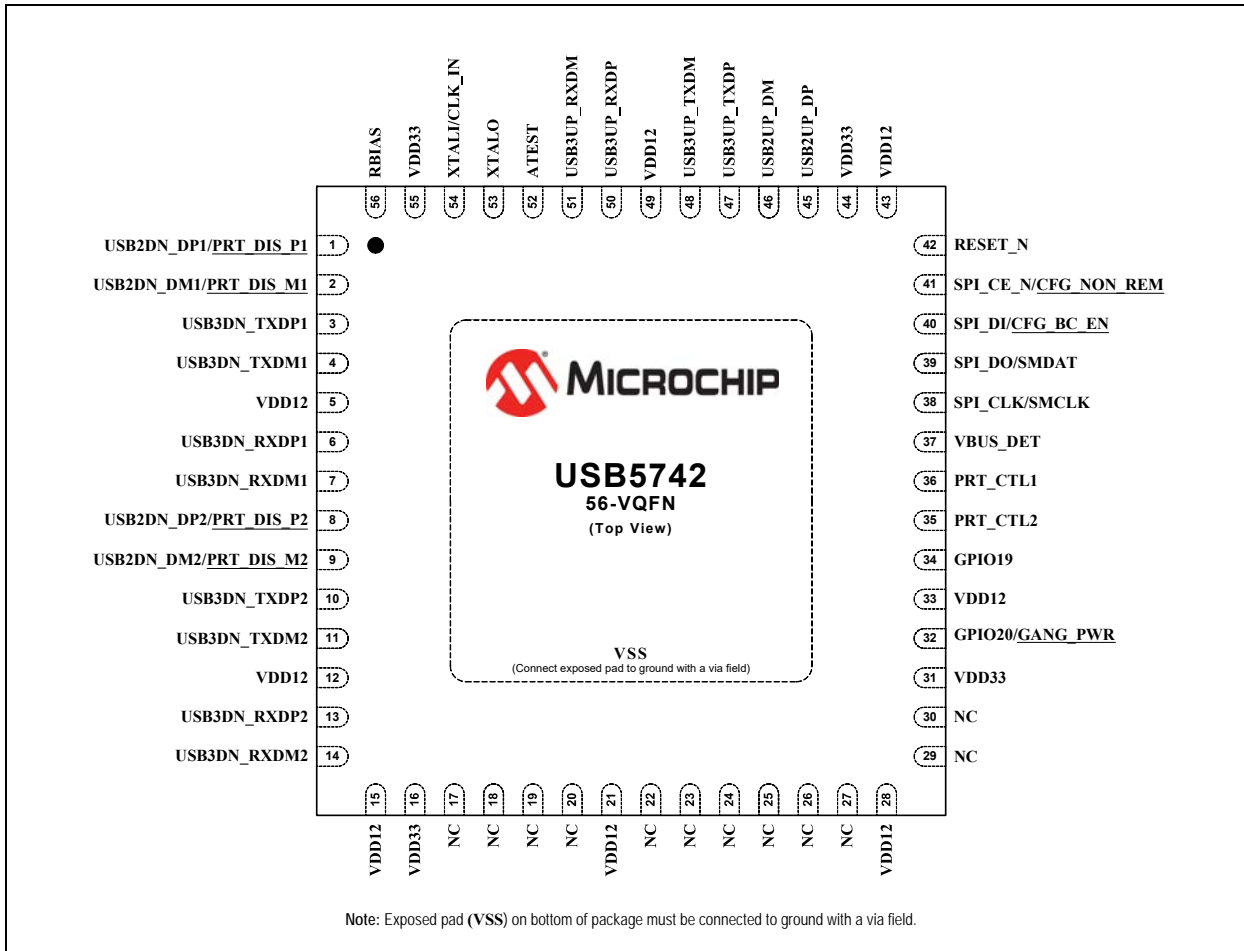 RBIAS
VDD33
XTALI/CLK_IN
XTALO
ATEST
USB3UP_RXDM
USB3UP_RXDP
VDD12
USB3UP_TXDM
USB3UP_TXDP
USB2UP_DM
USB2UP_DP
VDD33
VDD12
56
55
54
53
52
51
50
49
48
47
46
45
44
43
USB2DN_DP1/PRT_DIS_P1 1
USB2DN_DM1/PRT_DIS_M1 2
USB3DN_TXDP1 3
USB3DN_TXDM1 4
VDD12 5
USB3DN_RXDP1 6
USB3DN_RXDM1 7
USB2DN_DP2/PRT_DIS_P2 8
USB2DN_DM2/PRT_DIS_M2 9
USB3DN_TXDP2 10
USB3DN_TXDM2 11
VDD12 12
USB3DN_RXDP2 13
USB3DN_RXDM2 14
® MICROCHIP
USB5742
56-VQFN
(Top View)
VSS
(Connect exposed pad to ground with a via field)
42 RESET_N
41 SPI_CE_N/CFG_NON_REM
40 SPI_DI/CFG_BC_EN
39 SPI_DO/SMDAT
38 SPI_CLK/SMCLK
37 VBUS_DET
36 PRT_CTL1
35 PRT_CTL2
34 GPIO19
33 VDD12
32 GPIO20/GANG_PWR
31 VDD33
30 NC
29 NC
15
16
17
18
19
20
21
22
23
24
25
26
27
28
VDD12
VDD33
NC
NC
NC
NC
VDD12
NC
NC
NC
NC
NC
NC
VDD12
Note: Exposed pad (VSS) on bottom of package must be connected to ground with a via field.